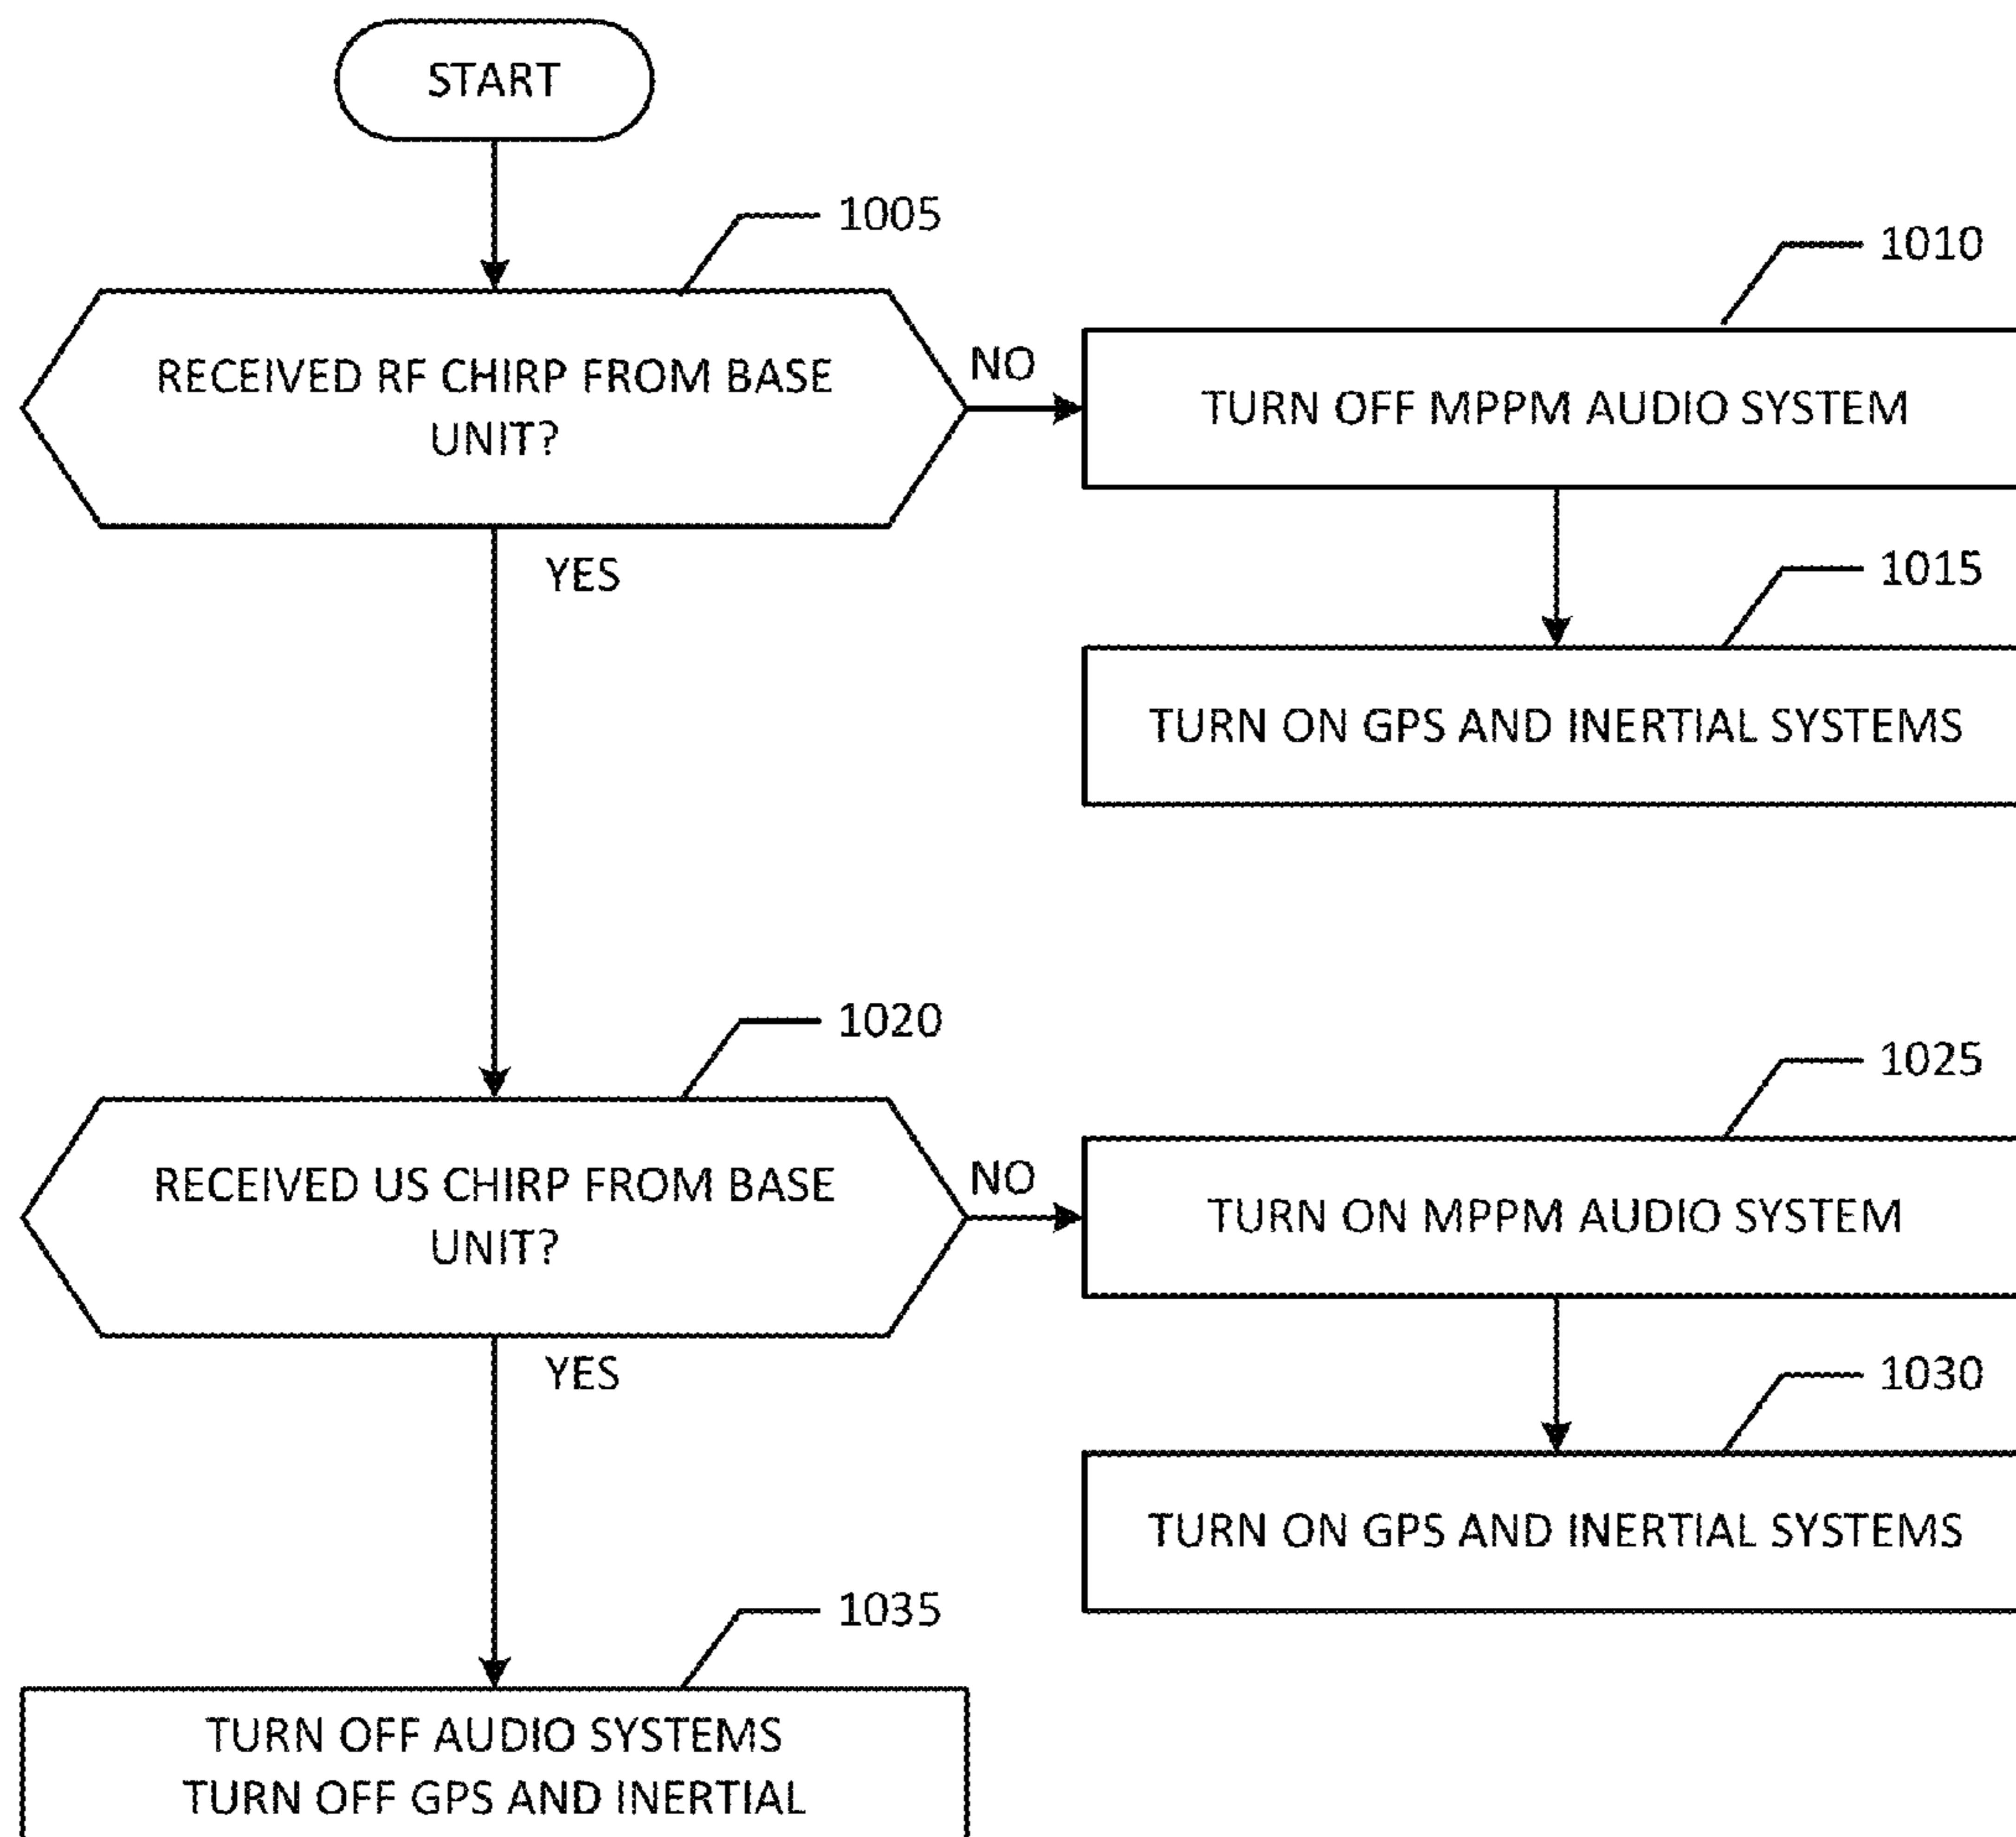 START
1005
RECEIVED RF CHIRP FROM BASE
UNIT?
NO
1010
TURN OFF MPPM AUDIO SYSTEM
YES
1015
TURN ON GPS AND INERTIAL SYSTEMS
1020
RECEIVED US CHIRP FROM BASE
UNIT?
NO
1025
TURN ON MPPM AUDIO SYSTEM
YES
1030
TURN ON GPS AND INERTIAL SYSTEMS
1035
TURN OFF AUDIO SYSTEMS
TURN OFF GPS AND INERTIAL